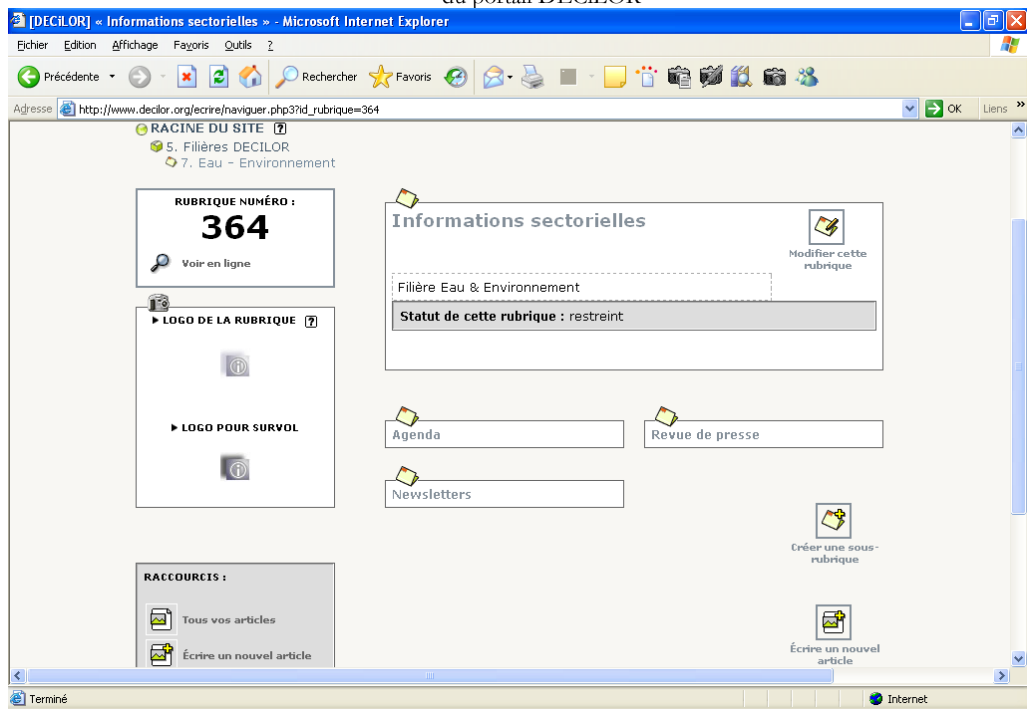 du portail DECiLOR
[DECiLOR] « Informations sectorielles » - Microsoft Internet Explorer
Fichier Edition Affichage Favoris Outils ?
Précédente Rechercher Favoris
Adresse http://www.decilor.org/ecrire/naviguer.php3?id_rubrique=364 OK Liens »
RACINE DU SITE ?
5. Filières DECILOR
7. Eau - Environnement
RUBRIQUE NUMÉRO :
364
Voir en ligne
LOGO DE LA RUBRIQUE ?
LOGO POUR SURVOL
Informations sectorielles
Modifier cette
rubrique
Filière Eau & Environnement
Statut de cette rubrique : restreint
Agenda
Revue de presse
Newsletters
Créer une sous-
rubrique
RACCOURCIS :
Tous vos articles
Écrire un nouvel article
Écrire un nouvel
article
Terminé Internet